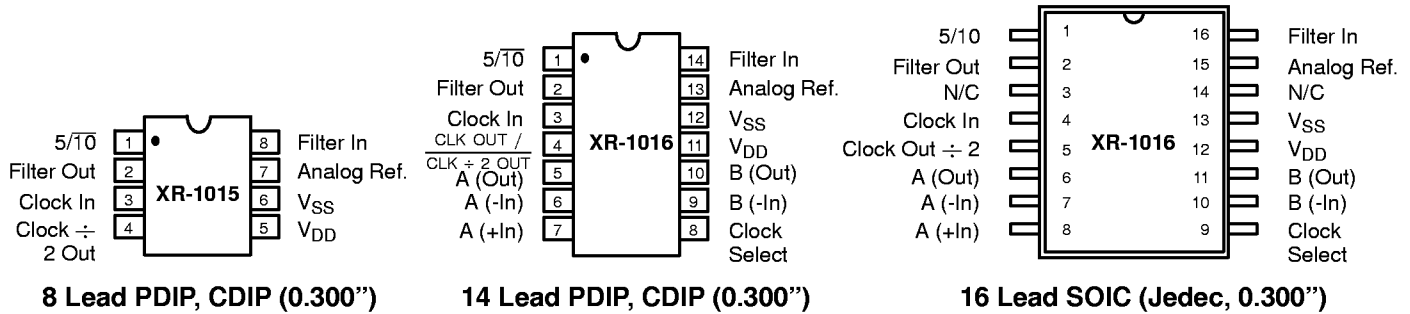 5/10
1
8
Filter In
Filter Out
2
7
Analog Ref.
XR-1015
Clock In
3
6
VSS
Clock ÷
2 Out
4
5
VDD
8 Lead PDIP, CDIP (0.300”)
5/10
1
14
Filter In
Filter Out
2
13
Analog Ref.
Clock In
3
12
VSS
CLK OUT /
CLK ÷ 2 OUT
4
XR-1016
11
VDD
A (Out)
5
10
B (Out)
A (-In)
6
9
B (-In)
A (+In)
7
8
Clock
Select
14 Lead PDIP, CDIP (0.300”)
5/10
1
16
Filter In
Filter Out
2
15
Analog Ref.
N/C
3
14
N/C
Clock In
4
13
VSS
XR-1016
Clock Out ÷ 2
5
12
VDD
A (Out)
6
11
B (Out)
A (-In)
7
10
B (-In)
A (+In)
8
9
Clock
Select
16 Lead SOIC (Jedec, 0.300”)